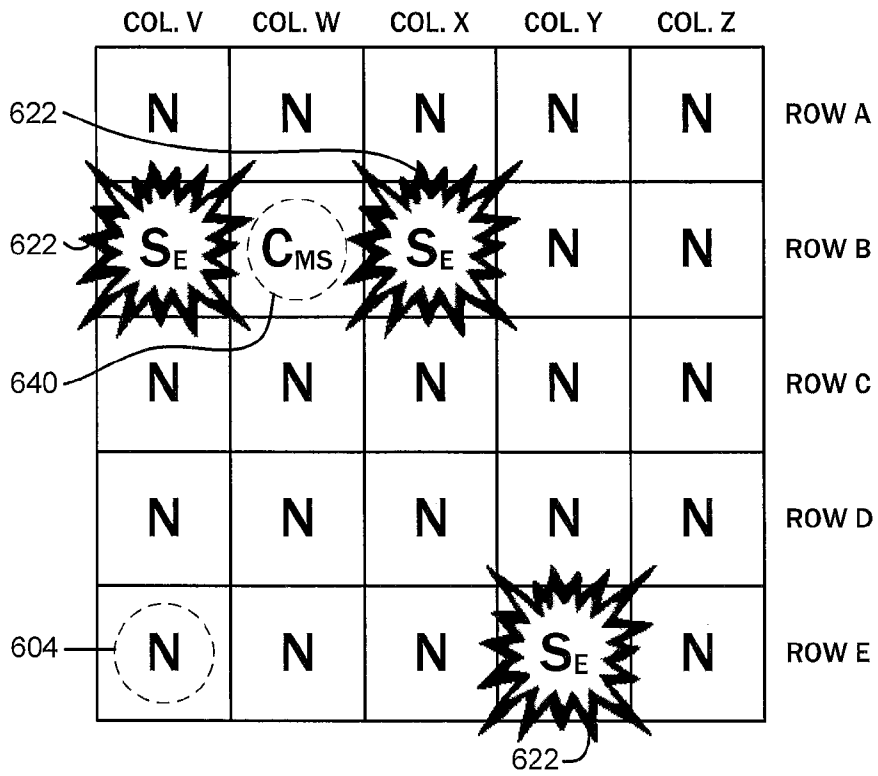 COL. V COL. W COL. X COL. Y COL. Z
622 N N N N N ROW A
622 SE CMS SE N N ROW B
640 N N N N N ROW C
N N N N N ROW D
604 N N N SE N ROW E
622